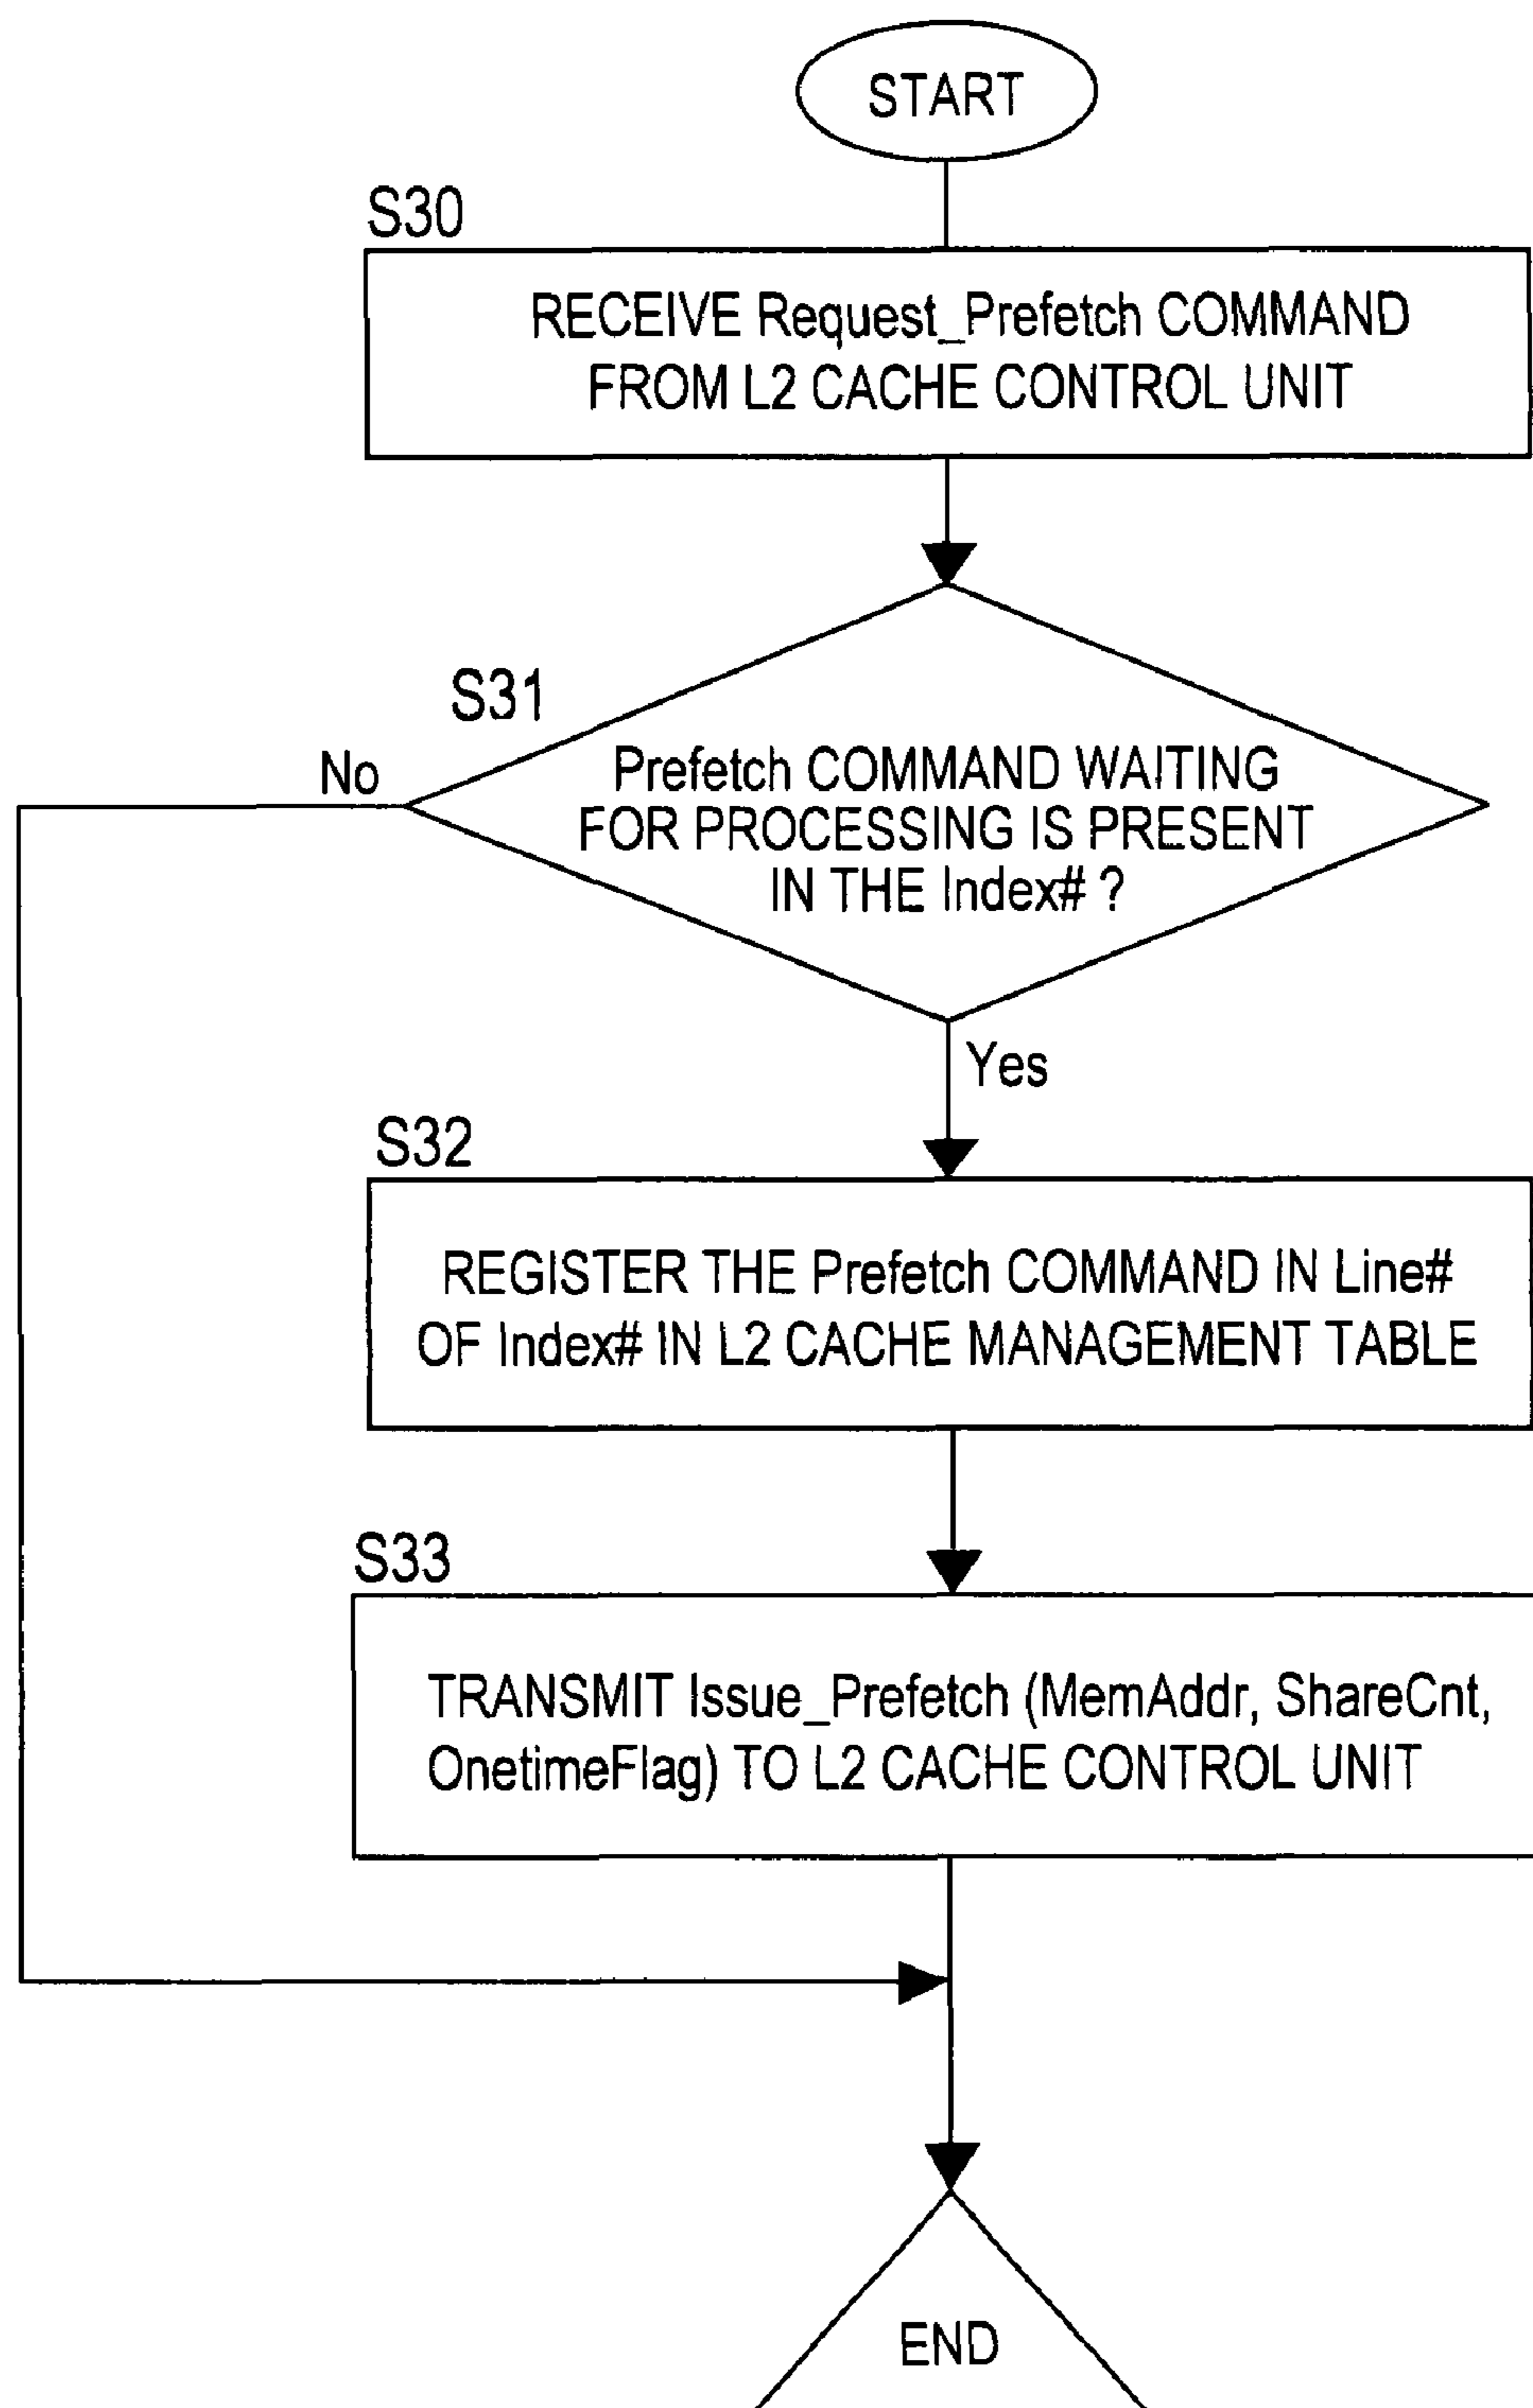 START
S30
RECEIVE Request_Prefetch COMMAND
FROM L2 CACHE CONTROL UNIT
S31
No
Prefetch COMMAND WAITING
FOR PROCESSING IS PRESENT
IN THE Index# ?
Yes
S32
REGISTER THE Prefetch COMMAND IN Line#
OF Index# IN L2 CACHE MANAGEMENT TABLE
S33
TRANSMIT Issue_Prefetch (MemAddr, ShareCnt,
OnetimeFlag) TO L2 CACHE CONTROL UNIT
END